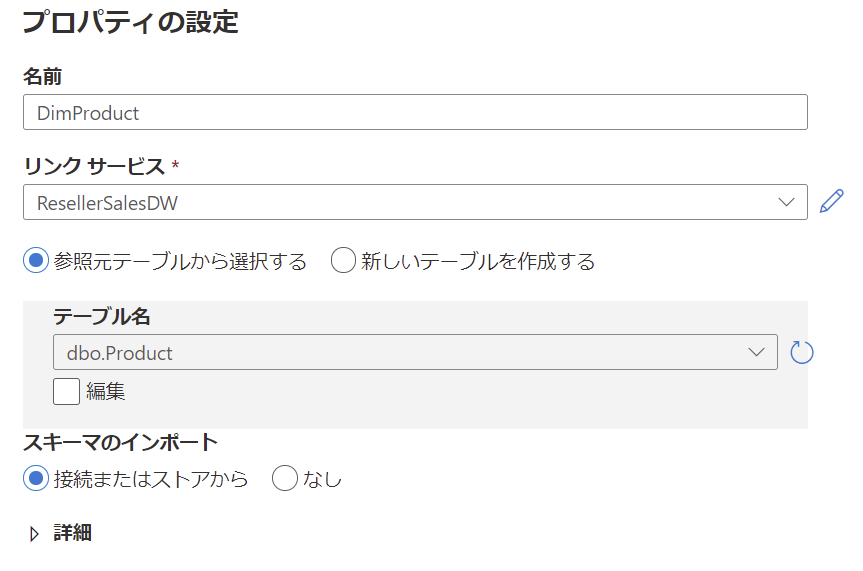 プロパティの設定
名前
DimProduct
リンク サービス *
ResellerSalesDW
参照元テーブルから選択する 新しいテーブルを作成する
テーブル名
dbo.Product
編集
スキーマのインポート
接続またはストアから なし
詳細